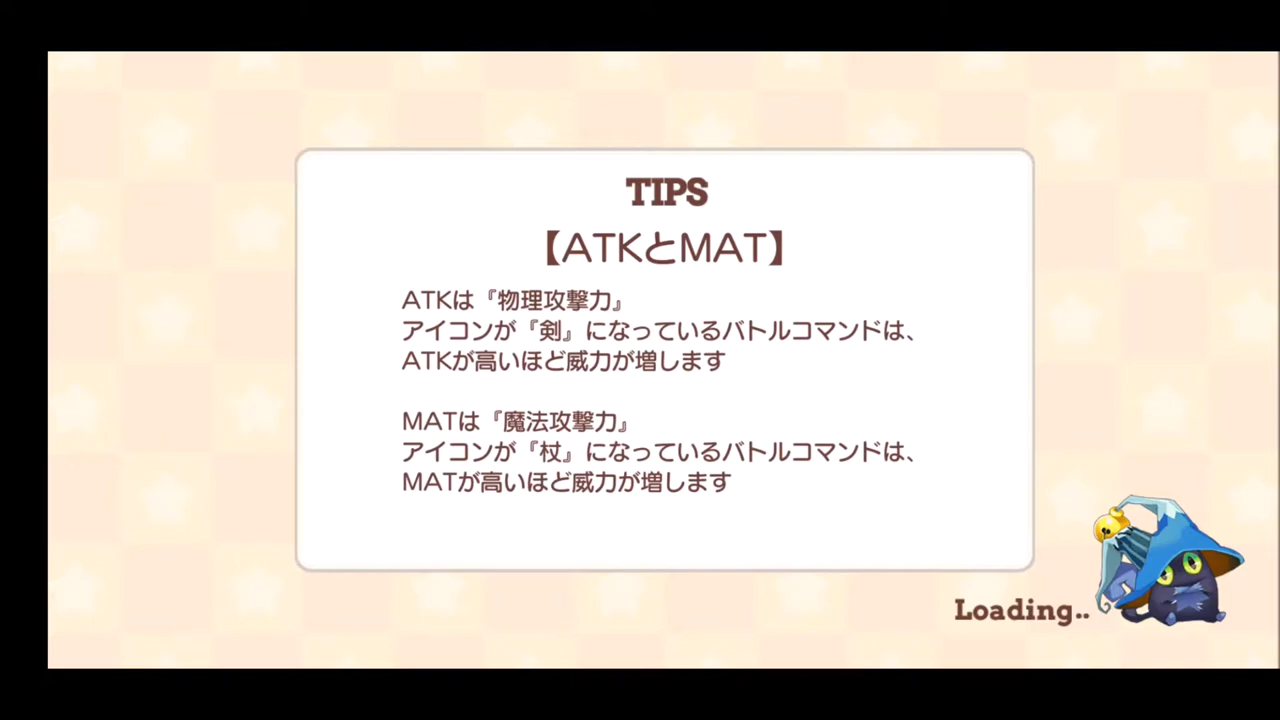 TIPS
【ATKとMAT】
ATKは『物理攻撃力』
アイコンが『剣』になっているバトルコマンドは、
ATKが高いほど威力が増します
MATは『魔法攻撃力』
アイコンが『杖』になっているバトルコマンドは、
MATが高いほど威力が増します
Loading..